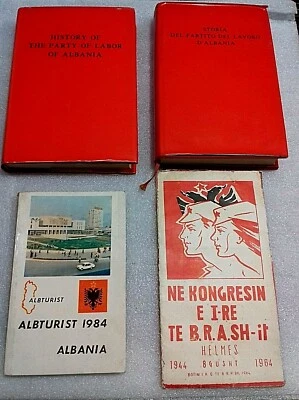 HISTORY OF
THE PARTY OF LABOR
OF ALBANIA
STORIA
DEL PARTITO DEL LAVORO
D'ALBANIA
ALBTURIST
ALBTURIST 1984
ALBANIA
NE KONGRESIN
E I-RE
TE B.R.A.SH-it
HELMES
1944 GUSHT 1964